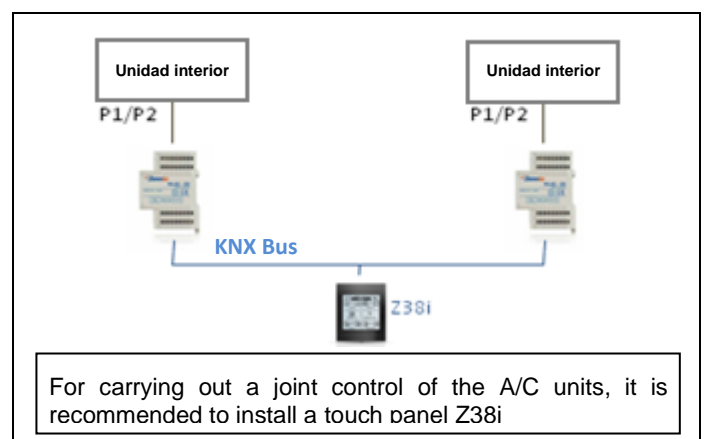 Unidad interior
Unidad interior
P1/P2
P1/P2
KNX Bus
Z38i
For carrying out a joint control of the A/C units, it is
recommended to install a touch panel Z38i